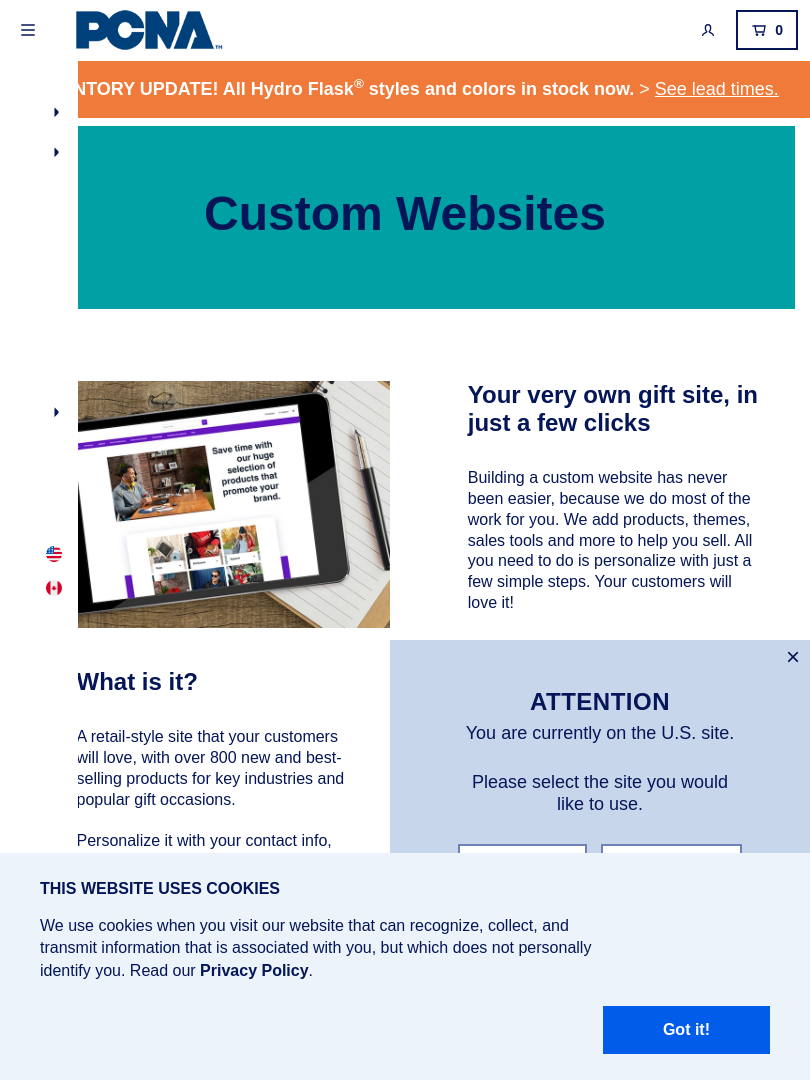 PCNA™
0
NTORY UPDATE! All Hydro Flask® styles and colors in stock now. > See lead times.
Custom Websites
Save time with
our huge
selection of
products that
promote your
brand.
Your very own gift site, in
just a few clicks
Building a custom website has never
been easier, because we do most of the
work for you. We add products, themes,
sales tools and more to help you sell. All
you need to do is personalize with just a
few simple steps. Your customers will
love it!
What is it?
A retail-style site that your customers
will love, with over 800 new and best-
selling products for key industries and
popular gift occasions.
Personalize it with your contact info,
ATTENTION
You are currently on the U.S. site.
Please select the site you would
like to use.
THIS WEBSITE USES COOKIES
We use cookies when you visit our website that can recognize, collect, and
transmit information that is associated with you, but which does not personally
identify you. Read our Privacy Policy.
Got it!